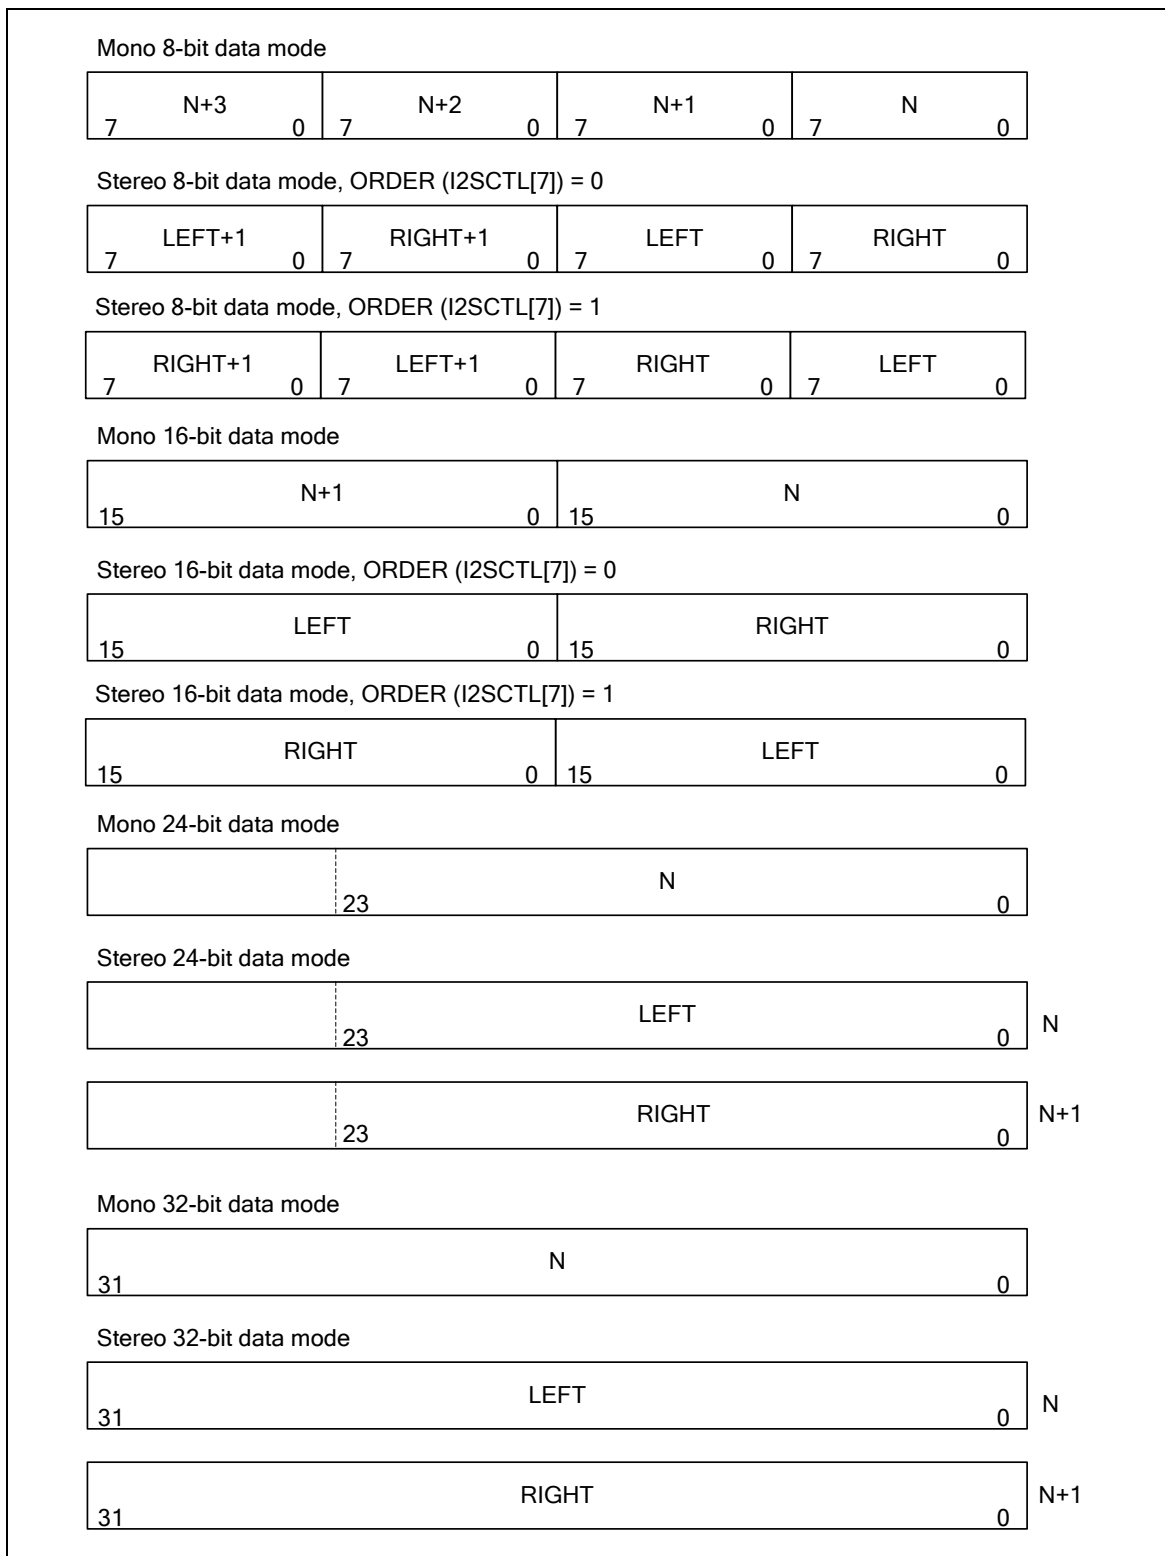 Mono 8-bit data mode
N+3 N+2 N+1 N
7 0 7 0 7 0 7 0
Stereo 8-bit data mode, ORDER (I2SCTL[7]) = 0
LEFT+1 RIGHT+1 LEFT RIGHT
7 0 7 0 7 0 7 0
Stereo 8-bit data mode, ORDER (I2SCTL[7]) = 1
RIGHT+1 LEFT+1 RIGHT LEFT
7 0 7 0 7 0 7 0
Mono 16-bit data mode
N+1 N
15 0 15 0
Stereo 16-bit data mode, ORDER (I2SCTL[7]) = 0
LEFT RIGHT
15 0 15 0
Stereo 16-bit data mode, ORDER (I2SCTL[7]) = 1
RIGHT LEFT
15 0 15 0
Mono 24-bit data mode
N
23 0
Stereo 24-bit data mode
LEFT N
23 0
RIGHT N+1
23 0
Mono 32-bit data mode
N
31 0
Stereo 32-bit data mode
LEFT N
31 0
RIGHT N+1
31 0